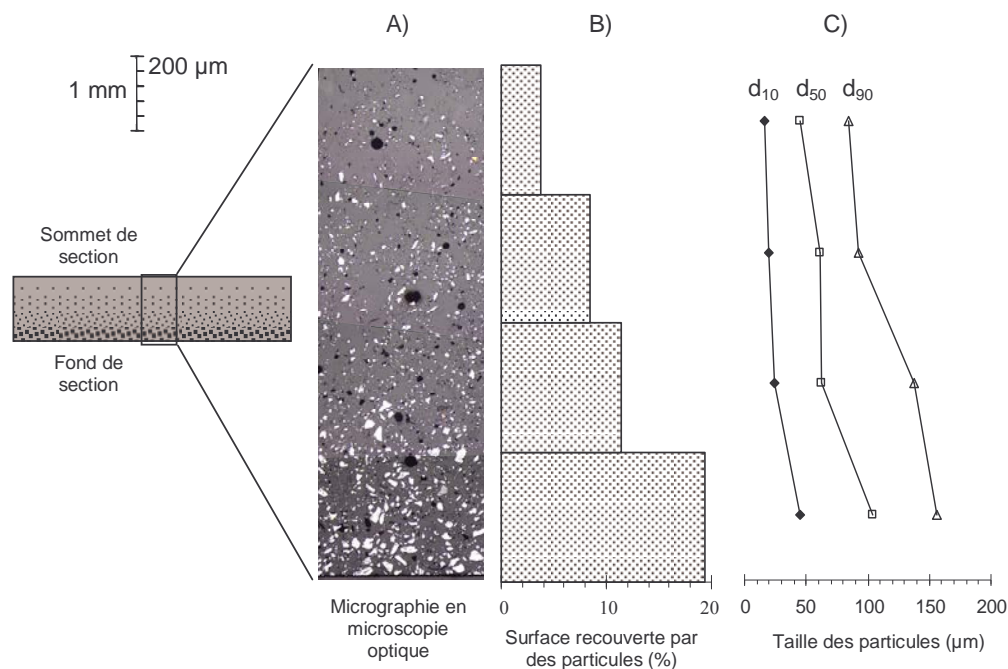 A)
B)
C)
200 µm
1 mm
d10
d50
d90
Sommet de
section
Fond de
section
0
10
20
0
50
100
150
200
Micrographie en
microscopie
optique
Surface recouverte par
des particules (%)
Taille des particules (µm)